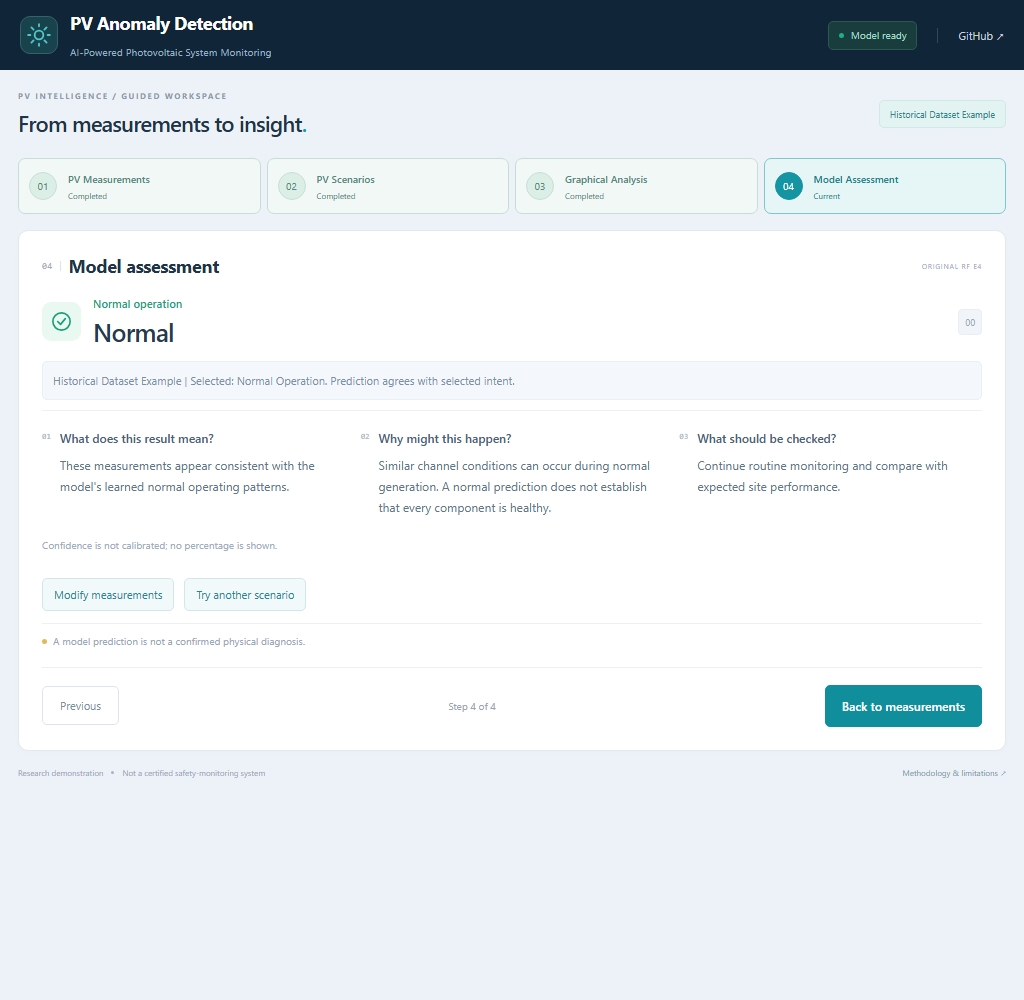 PV Anomaly Detection
AI-Powered Photovoltaic System Monitoring
Model ready
GitHub ↗
PV INTELLIGENCE / GUIDED WORKSPACE
From measurements to insight.
Historical Dataset Example
01
PV Measurements
Completed
02
PV Scenarios
Completed
03
Graphical Analysis
Completed
04
Model Assessment
Current
04
Model assessment
ORIGINAL RF E4
Normal operation
Normal
00
Historical Dataset Example | Selected: Normal Operation. Prediction agrees with selected intent.
01 What does this result mean?
These measurements appear consistent with the
model's learned normal operating patterns.
02 Why might this happen?
Similar channel conditions can occur during normal
generation. A normal prediction does not establish
that every component is healthy.
03 What should be checked?
Continue routine monitoring and compare with
expected site performance.
Confidence is not calibrated; no percentage is shown.
Modify measurements
Try another scenario
A model prediction is not a confirmed physical diagnosis.
Previous
Step 4 of 4
Back to measurements
Research demonstration • Not a certified safety-monitoring system
Methodology & limitations ↗